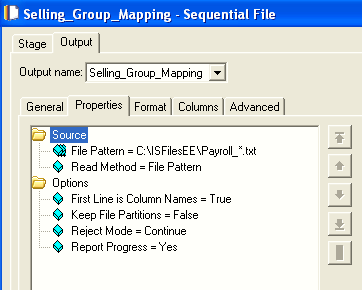 Selling_Group_Mapping - Sequential File
Stage Output
Output name: Selling_Group_Mapping
General Properties Format Columns Advanced
Source
File Pattern = C:\ISFilesEE\Payroll_*.txt
Read Method = File Pattern
Options
First Line is Column Names = True
Keep File Partitions = False
Reject Mode = Continue
Report Progress = Yes